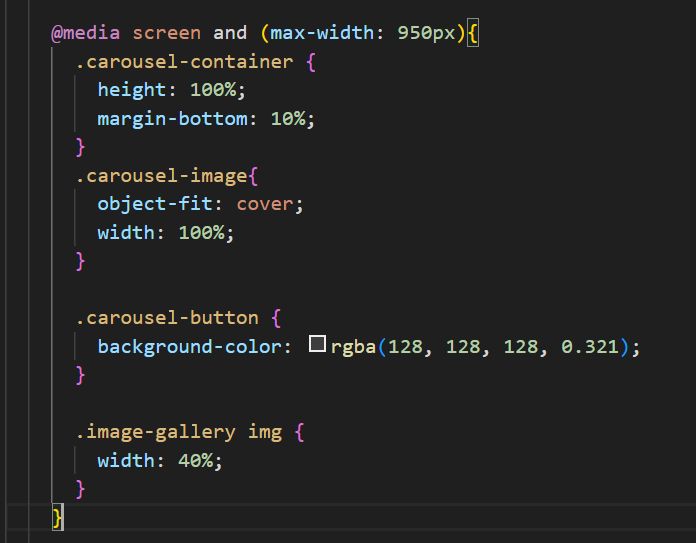 @media screen and (max-width: 950px){
.carousel-container {
height: 100%;
margin-bottom: 10%;
}
.carousel-image{
object-fit: cover;
width: 100%;
}
.carousel-button {
background-color: rgba(128, 128, 128, 0.321);
}
.image-gallery img {
width: 40%;
}
}